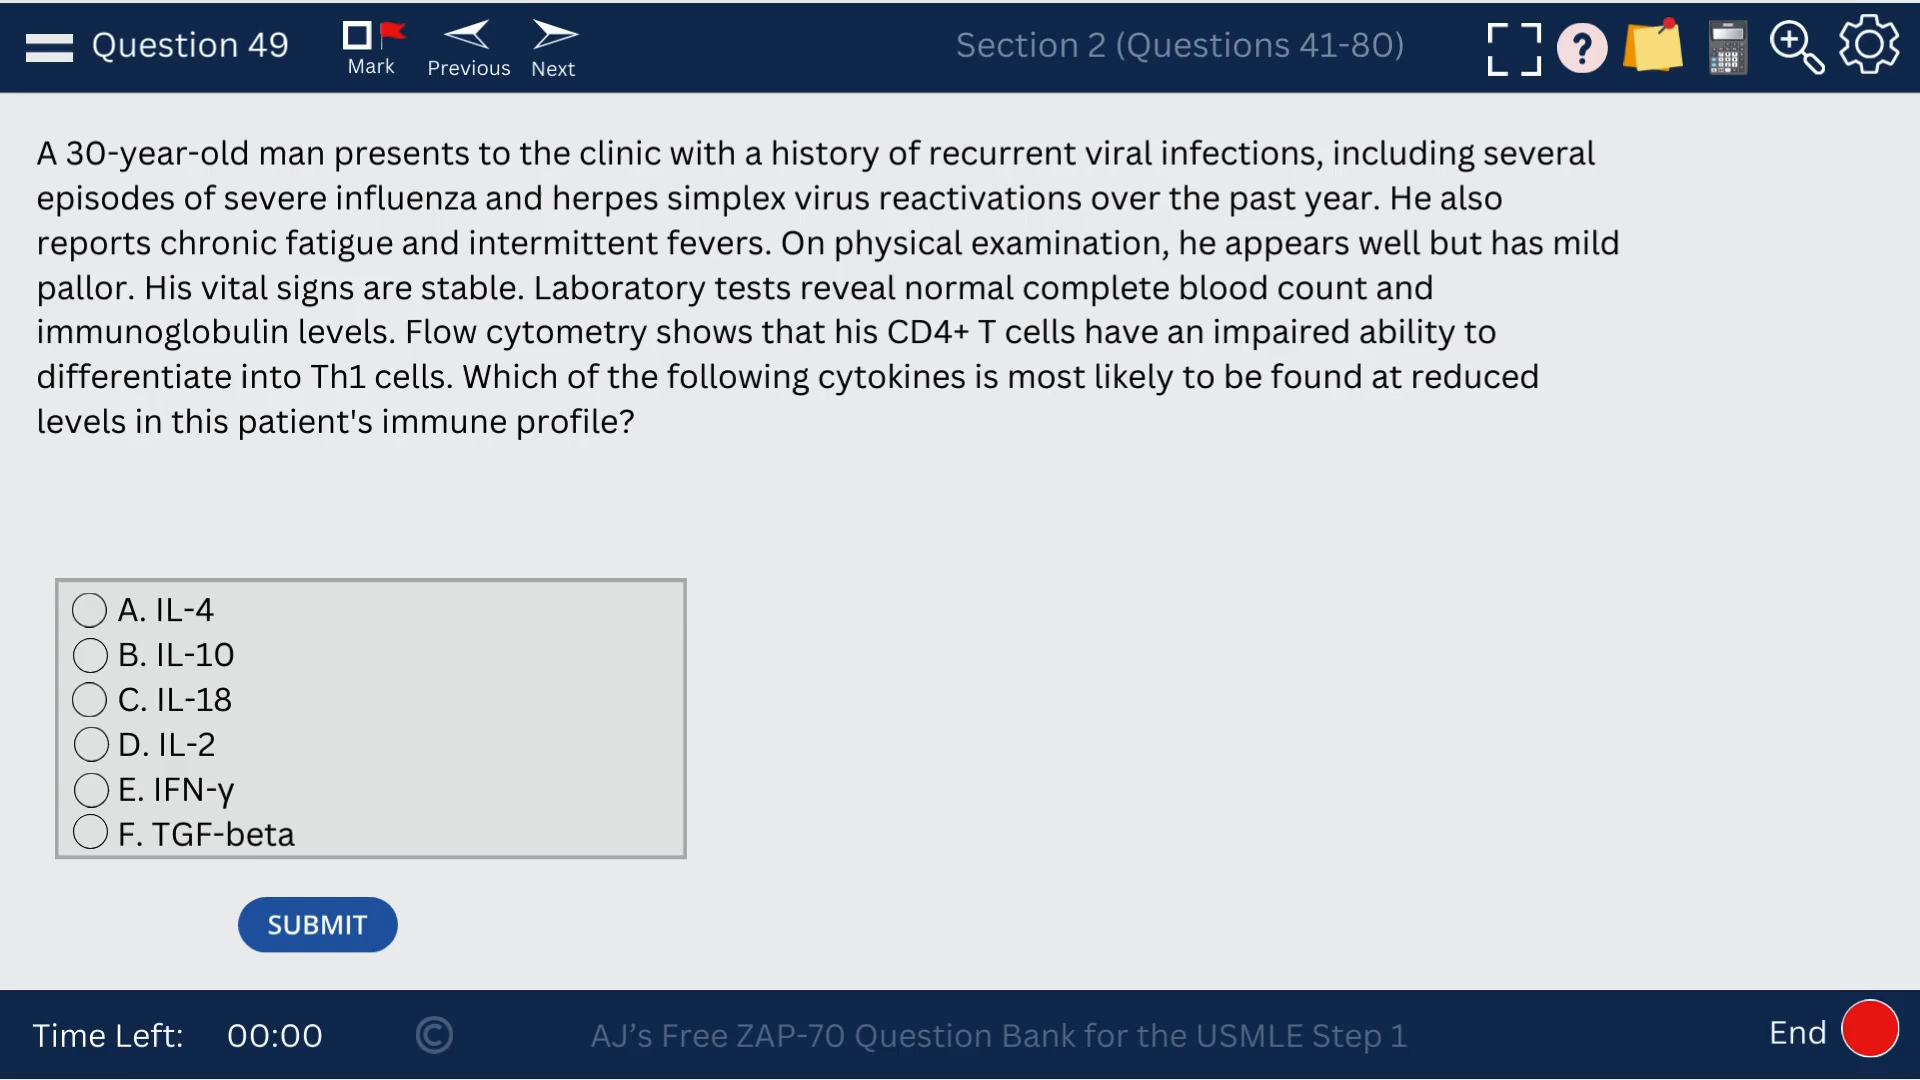 Question 49
Mark
Previous
Next
Section 2 (Questions 41-80)
?
A 30-year-old man presents to the clinic with a history of recurrent viral infections, including several
episodes of severe influenza and herpes simplex virus reactivations over the past year. He also
reports chronic fatigue and intermittent fevers. On physical examination, he appears well but has mild
pallor. His vital signs are stable. Laboratory tests reveal normal complete blood count and
immunoglobulin levels. Flow cytometry shows that his CD4+ T cells have an impaired ability to
differentiate into Th1 cells. Which of the following cytokines is most likely to be found at reduced
levels in this patient's immune profile?
A. IL-4
B. IL-10
C. IL-18
D. IL-2
E. IFN-γ
F. TGF-beta
SUBMIT
Time Left: 00:00
© AJ’s Free ZAP-70 Question Bank for the USMLE Step 1
End